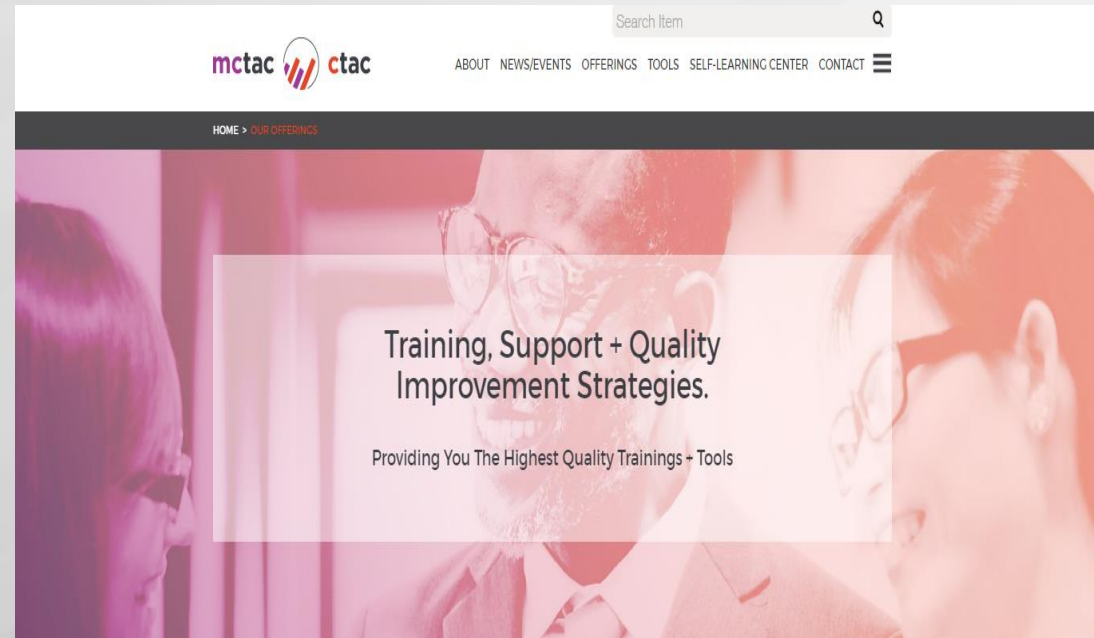 Search Item
mctac ctac
ABOUT NEWS/EVENTS OFFERINGS TOOLS SELF-LEARNING CENTER CONTACT
HOME > OUR OFFERINGS
Training, Support + Quality
Improvement Strategies.
Providing You The Highest Quality Trainings + Tools